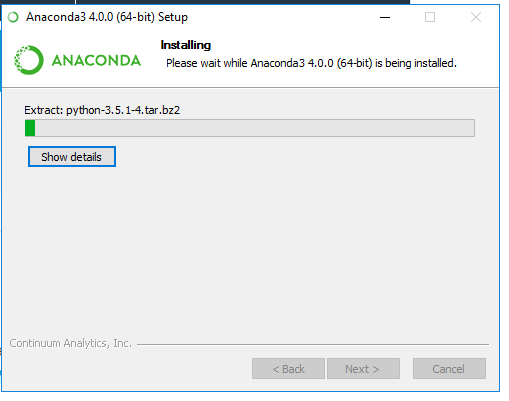 Anaconda3 4.0.0 (64-bit) Setup
ANACONDA
Installing
Please wait while Anaconda3 4.0.0 (64-bit) is being installed.
Extract: python-3.5.1-4.tar.bz2
Show details
Continuum Analytics, Inc.
< Back Next > Cancel